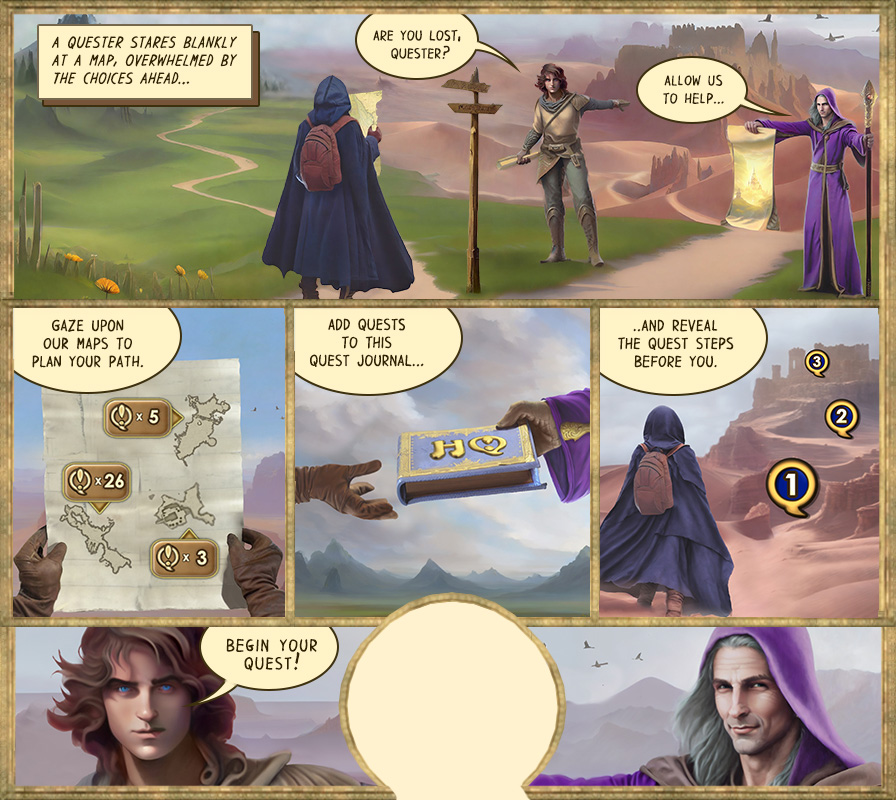 A QUESTER STARES BLANKLY
AT A MAP, OVERWHELMED BY
THE CHOICES AHEAD...
ARE YOU LOST,
QUESTER?
ALLOW US
TO HELP...
GAZE UPON
OUR MAPS TO
PLAN YOUR PATH.
x 5
x 26
x 3
ADD QUESTS
TO THIS
QUEST JOURNAL...
HQ
..AND REVEAL
THE QUEST STEPS
BEFORE YOU.
3
2
1
BEGIN YOUR
QUEST!